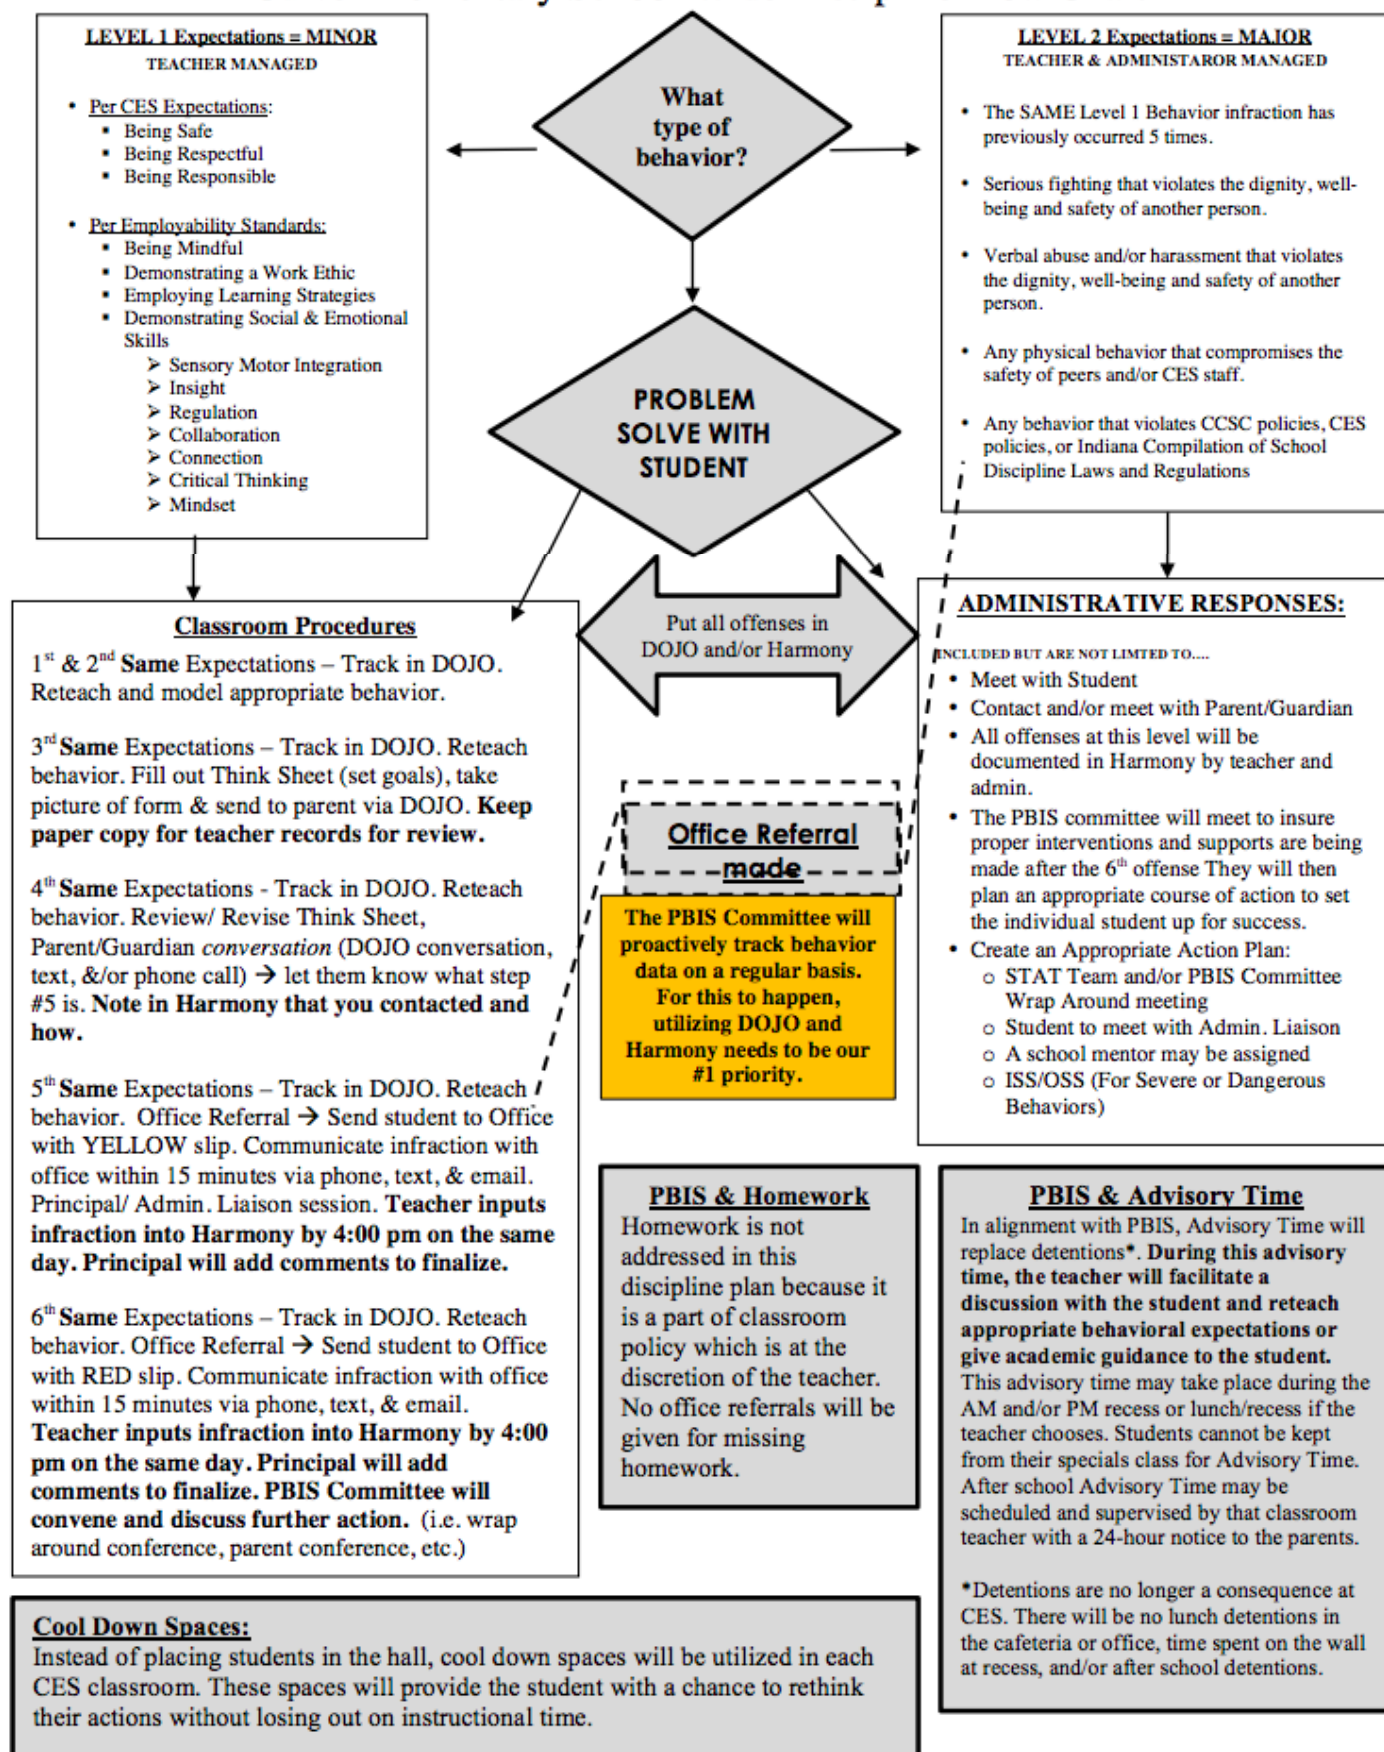 LEVEL 1 Expectations = MINOR
TEACHER MANAGED
• Per CES Expectations:
▪ Being Safe
▪ Being Respectful
▪ Being Responsible
• Per Employability Standards:
▪ Being Mindful
▪ Demonstrating a Work Ethic
▪ Employing Learning Strategies
▪ Demonstrating Social & Emotional
Skills
➢ Sensory Motor Integration
➢ Insight
➢ Regulation
➢ Collaboration
➢ Connection
➢ Critical Thinking
➢ Mindset
What
type of
behavior?
LEVEL 2 Expectations = MAJOR
TEACHER & ADMINISTAROR MANAGED
• The SAME Level 1 Behavior infraction has
previously occurred 5 times.
• Serious fighting that violates the dignity, well-
being and safety of another person.
• Verbal abuse and/or harassment that violates
the dignity, well-being and safety of another
person.
• Any physical behavior that compromises the
safety of peers and/or CES staff.
• Any behavior that violates CCSC policies, CES
policies, or Indiana Compilation of School
Discipline Laws and Regulations
PROBLEM
SOLVE WITH
STUDENT
Put all offenses in
DOJO and/or Harmony
Classroom Procedures
1st & 2nd Same Expectations – Track in DOJO.
Reteach and model appropriate behavior.
3rd Same Expectations – Track in DOJO. Reteach
behavior. Fill out Think Sheet (set goals), take
picture of form & send to parent via DOJO. Keep
paper copy for teacher records for review.
4th Same Expectations - Track in DOJO. Reteach
behavior. Review/ Revise Think Sheet,
Parent/Guardian conversation (DOJO conversation,
text, &/or phone call) → let them know what step
#5 is. Note in Harmony that you contacted and
how.
5th Same Expectations – Track in DOJO. Reteach
behavior. Office Referral → Send student to Office
with YELLOW slip. Communicate infraction with
office within 15 minutes via phone, text, & email.
Principal/ Admin. Liaison session. Teacher inputs
infraction into Harmony by 4:00 pm on the same
day. Principal will add comments to finalize.
6th Same Expectations – Track in DOJO. Reteach
behavior. Office Referral → Send student to Office
with RED slip. Communicate infraction with office
within 15 minutes via phone, text, & email.
Teacher inputs infraction into Harmony by 4:00
pm on the same day. Principal will add
comments to finalize. PBIS Committee will
convene and discuss further action. (i.e. wrap
around conference, parent conference, etc.)
Office Referral
made
The PBIS Committee will
proactively track behavior
data on a regular basis.
For this to happen,
utilizing DOJO and
Harmony needs to be our
#1 priority.
ADMINISTRATIVE RESPONSES:
INCLUDED BUT ARE NOT LIMTED TO....
• Meet with Student
• Contact and/or meet with Parent/Guardian
• All offenses at this level will be
documented in Harmony by teacher and
admin.
• The PBIS committee will meet to insure
proper interventions and supports are being
made after the 6th offense They will then
plan an appropriate course of action to set
the individual student up for success.
• Create an Appropriate Action Plan:
o STAT Team and/or PBIS Committee
Wrap Around meeting
o Student to meet with Admin. Liaison
o A school mentor may be assigned
o ISS/OSS (For Severe or Dangerous
Behaviors)
PBIS & Homework
Homework is not
addressed in this
discipline plan because it
is a part of classroom
policy which is at the
discretion of the teacher.
No office referrals will be
given for missing
homework.
PBIS & Advisory Time
In alignment with PBIS, Advisory Time will
replace detentions*. During this advisory
time, the teacher will facilitate a
discussion with the student and reteach
appropriate behavioral expectations or
give academic guidance to the student.
This advisory time may take place during the
AM and/or PM recess or lunch/recess if the
teacher chooses. Students cannot be kept
from their specials class for Advisory Time.
After school Advisory Time may be
scheduled and supervised by that classroom
teacher with a 24-hour notice to the parents.
*Detentions are no longer a consequence at
CES. There will be no lunch detentions in
the cafeteria or office, time spent on the wall
at recess, and/or after school detentions.
Cool Down Spaces:
Instead of placing students in the hall, cool down spaces will be utilized in each
CES classroom. These spaces will provide the student with a chance to rethink
their actions without losing out on instructional time.